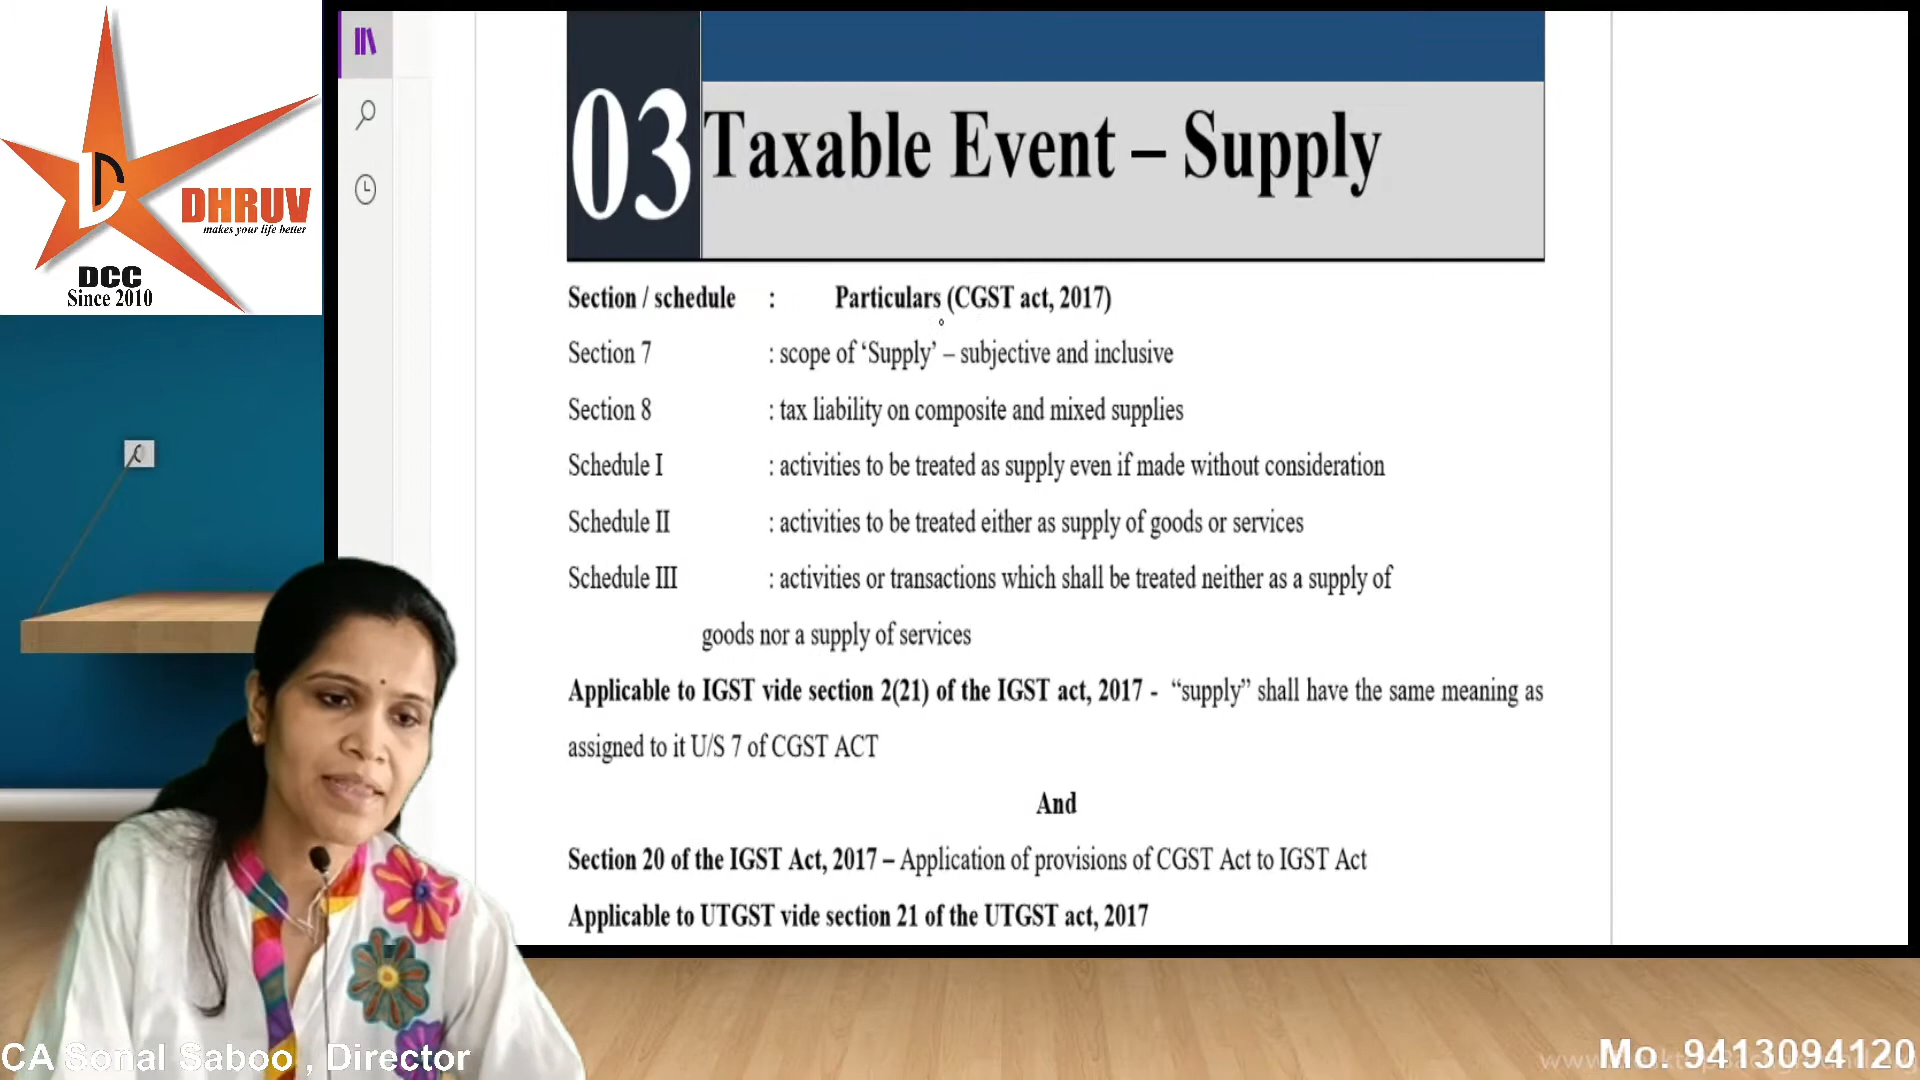 DHRUV
makes your life better
DCC
Since 2010
03 Taxable Event – Supply
Section / schedule : Particulars (CGST act, 2017)
Section 7 : scope of ‘Supply’ – subjective and inclusive
Section 8 : tax liability on composite and mixed supplies
Schedule I : activities to be treated as supply even if made without consideration
Schedule II : activities to be treated either as supply of goods or services
Schedule III : activities or transactions which shall be treated neither as a supply of
goods nor a supply of services
Applicable to IGST vide section 2(21) of the IGST act, 2017 - “supply” shall have the same meaning as
assigned to it U/S 7 of CGST ACT
And
Section 20 of the IGST Act, 2017 – Application of provisions of CGST Act to IGST Act
Applicable to UTGST vide section 21 of the UTGST act, 2017
CA Sonal Saboo , Director
Mo. 9413094120